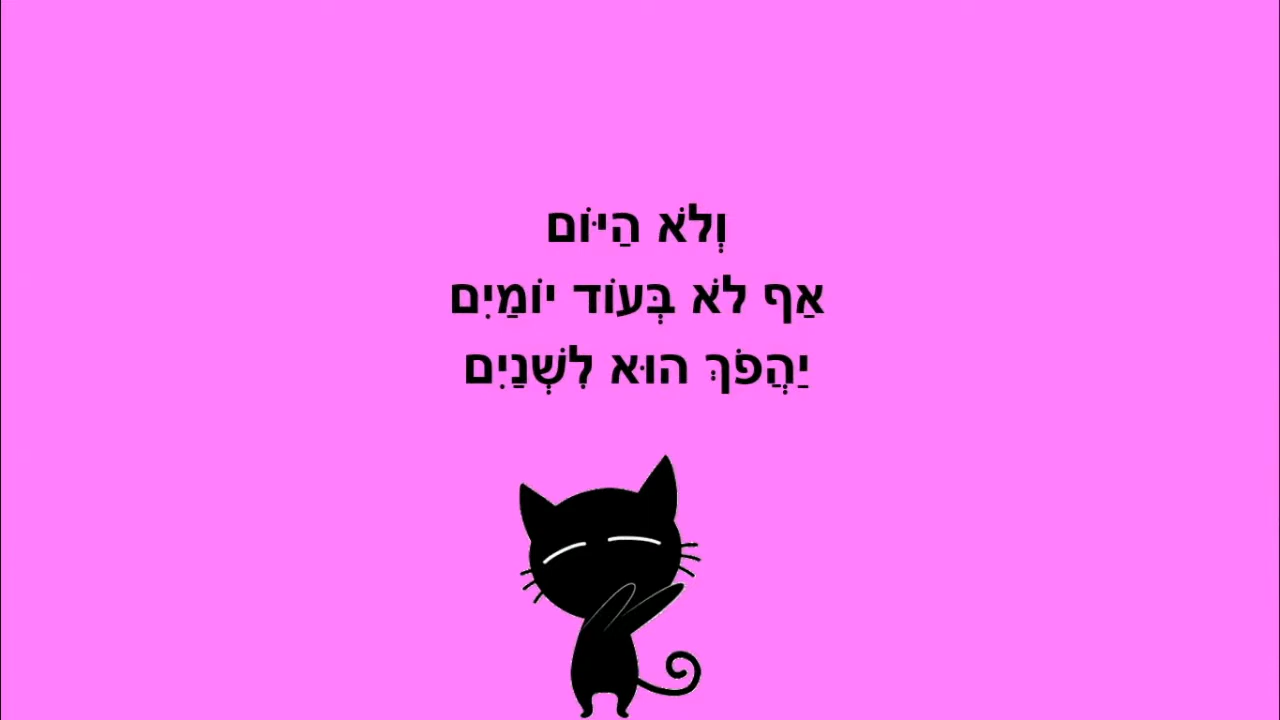 וְלֹא הַיּוֹם
אַף לֹא בְּעוֹד יוֹמַיִם
יַהֲפֹךְ הוּא לִשְׁנַיִם